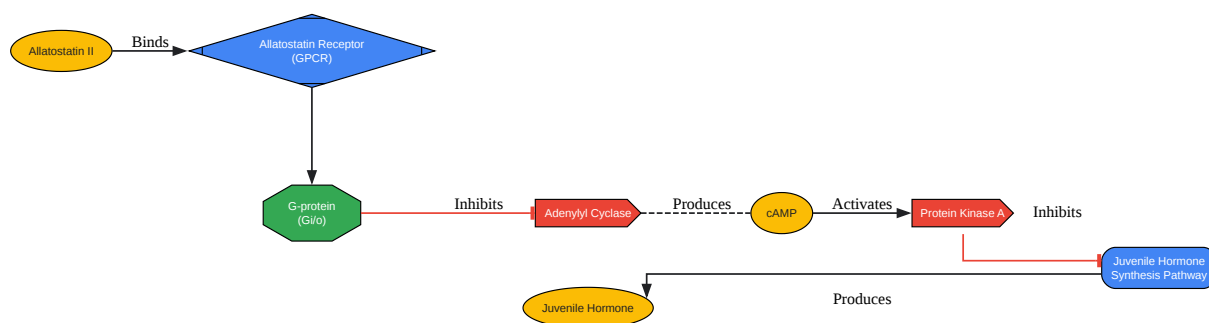 Allatostatin II
Binds
Allatostatin Receptor
(GPCR)
G-protein
(Gi/o)
Inhibits
Adenylyl Cyclase
Produces
cAMP
Activates
Protein Kinase A
Inhibits
Juvenile Hormone
Synthesis Pathway
Produces
Juvenile Hormone